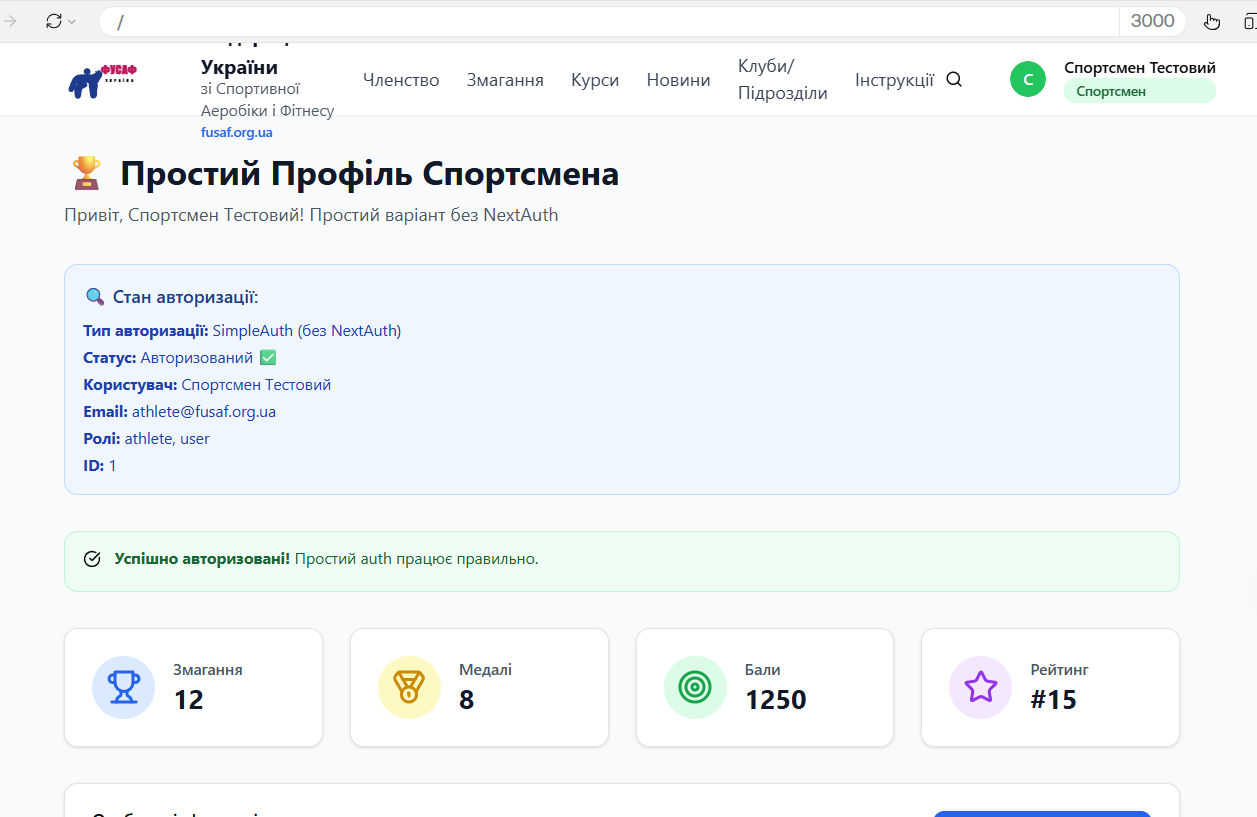 /
3000
ФУСАФ
УКРАЇНА
України
зі Спортивної
Аеробіки і Фітнесу
fusaf.org.ua
Членство
Змагання
Курси
Новини
Клуби/
Підрозділи
Інструкції
С
Спортсмен Тестовий
Спортсмен
Простий Профіль Спортсмена
Привіт, Спортсмен Тестовий! Простий варіант без NextAuth
Стан авторизації:
Тип авторизації: SimpleAuth (без NextAuth)
Статус: Авторизований ✅
Користувач: Спортсмен Тестовий
Email: athlete@fusaf.org.ua
Ролі: athlete, user
ID: 1
Успішно авторизовані! Простий auth працює правильно.
Змагання
12
Медалі
8
Бали
1250
Рейтинг
#15